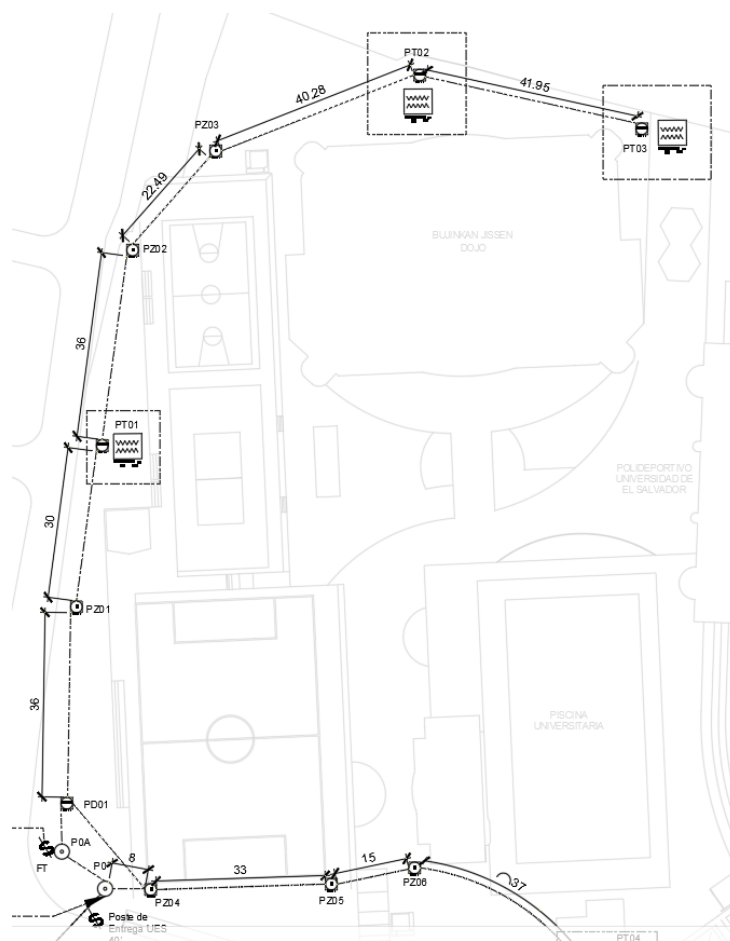 PT02
41.95
40.28
PZ03
PT03
22.49
PZ02
BUJINKAN JISSEN
DOJO
36
PT01
POLIDEPORTIVO
UNIVERSIDAD DE
EL SALVADOR
30
PZ01
36
PISCINA
UNIVERSITARIA
PD01
P0A
FT
P0
8
33
15
37
PZ04
PZ05
PZ06
Poste de
Entrega UES
40'
PT04